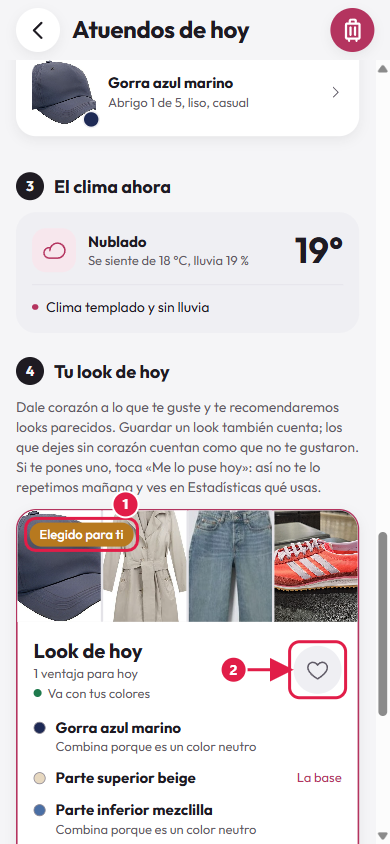 Atuendos de hoy
Gorra azul marino
Abrigo 1 de 5, liso, casual
3 El clima ahora
Nublado
Se siente de 18 °C, lluvia 19 %
19°
Clima templado y sin lluvia
4 Tu look de hoy
Dale corazón a lo que te guste y te recomendaremos
looks parecidos. Guardar un look también cuenta; los
que dejes sin corazón cuentan como que no te gustaron.
Si te pones uno, toca «Me lo puse hoy»: así no te lo
repetimos mañana y ves en Estadísticas qué usas.
1
Elegido para ti
Look de hoy
1 ventaja para hoy
2
Va con tus colores
Gorra azul marino
Combina porque es un color neutro
Parte superior beige La base
Parte inferior mezclilla
Combina porque es un color neutro